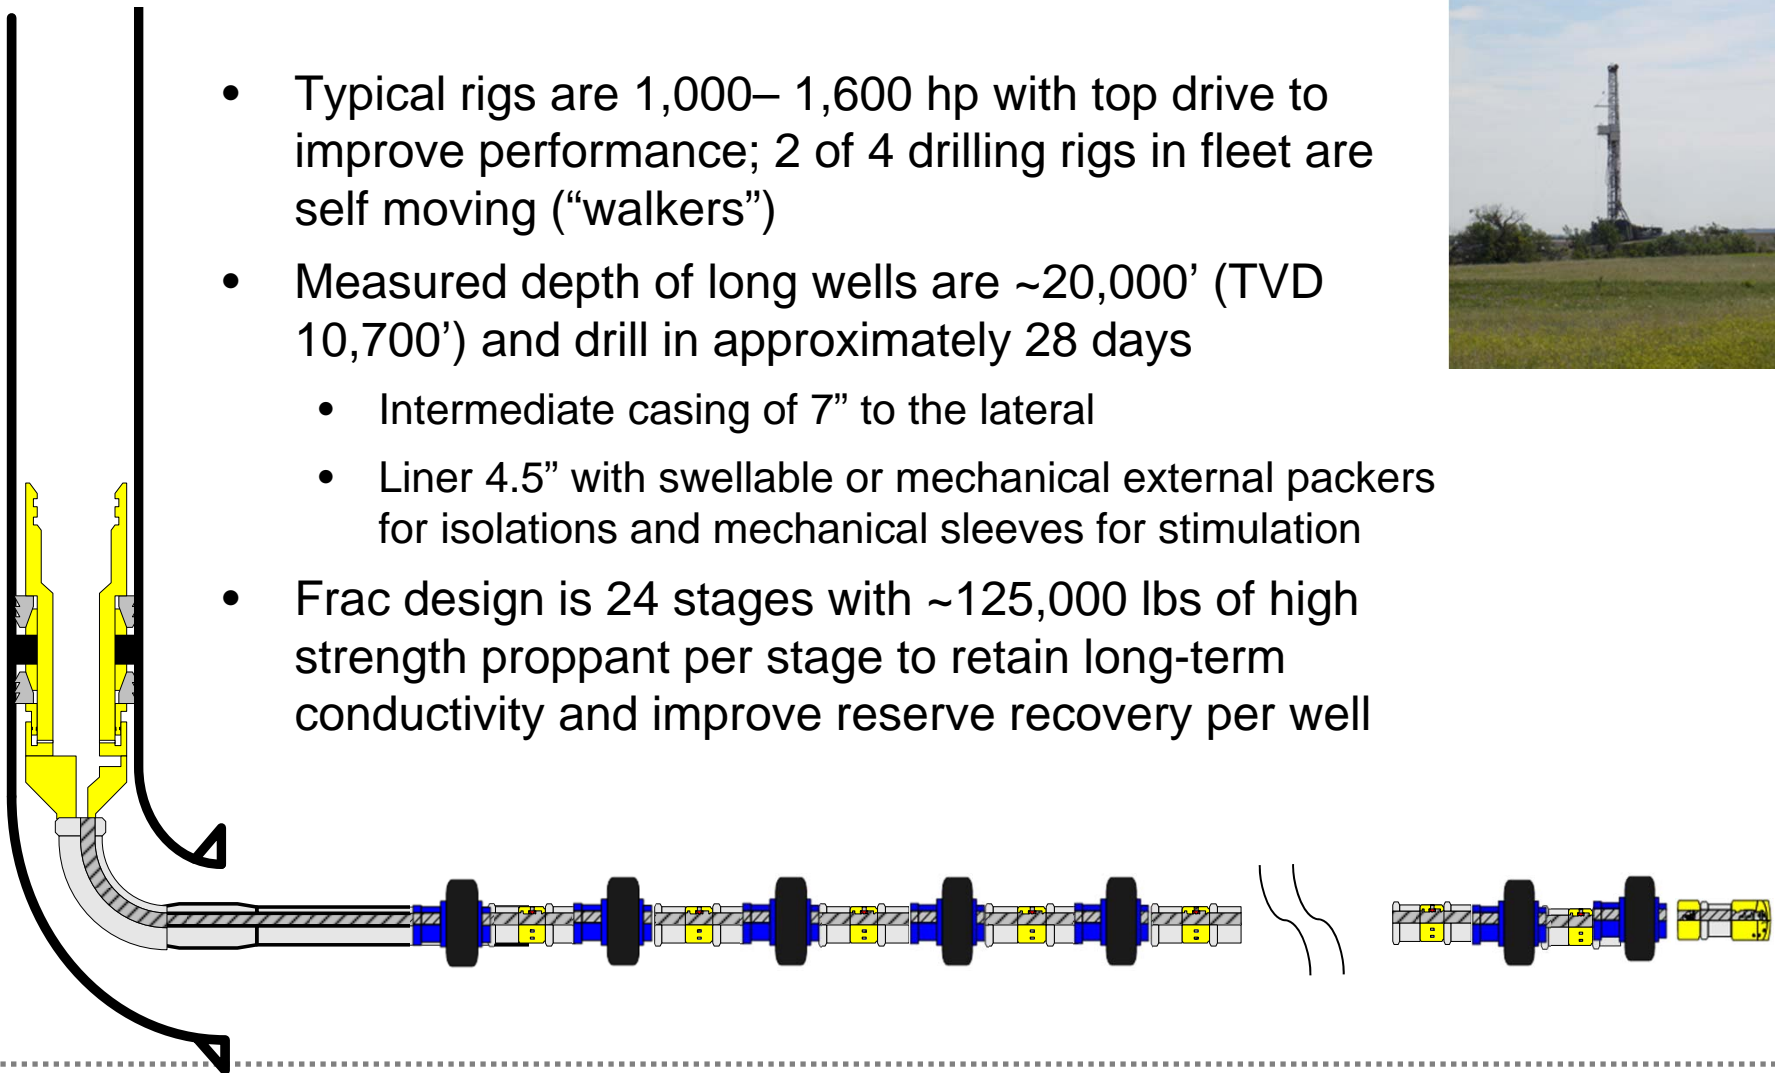 • Typical rigs are 1,000– 1,600 hp with top drive to
improve performance; 2 of 4 drilling rigs in fleet are
self moving (“walkers”)
• Measured depth of long wells are ~20,000’ (TVD
10,700’) and drill in approximately 28 days
• Intermediate casing of 7” to the lateral
• Liner 4.5” with swellable or mechanical external packers
for isolations and mechanical sleeves for stimulation
• Frac design is 24 stages with ~125,000 lbs of high
strength proppant per stage to retain long-term
conductivity and improve reserve recovery per well